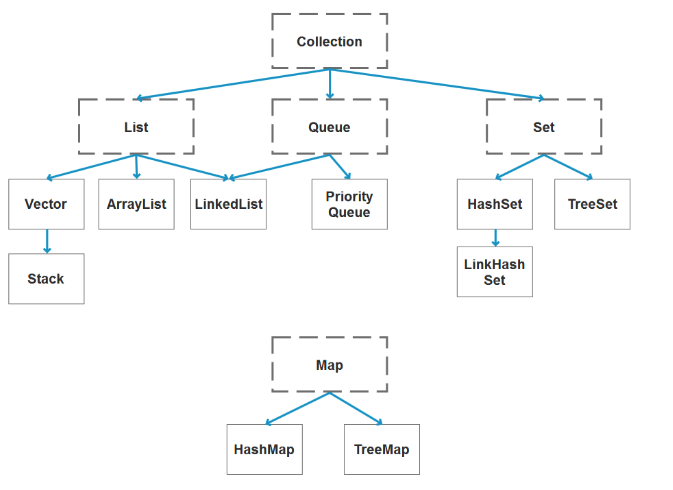 Collection
List
Queue
Set
Vector
ArrayList
LinkedList
Priority
Queue
HashSet
TreeSet
Stack
LinkHash
Set
Map
HashMap
TreeMap